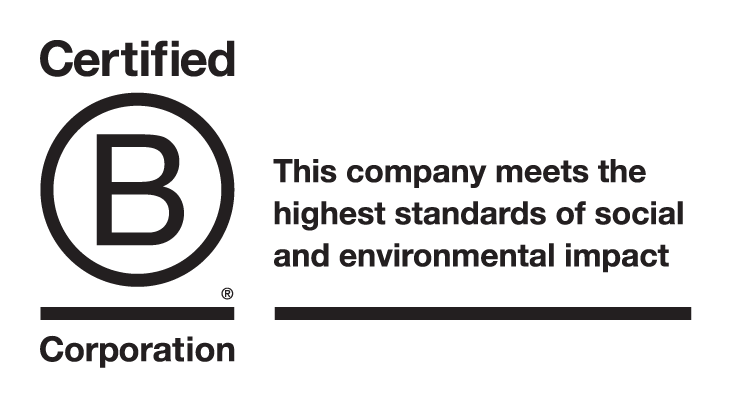 Certified
B
®
Corporation
This company meets the
highest standards of social
and environmental impact